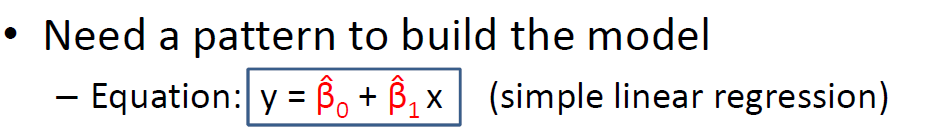 • Need a pattern to build the model
– Equation: y = β̂₀ + β̂₁ x (simple linear regression)